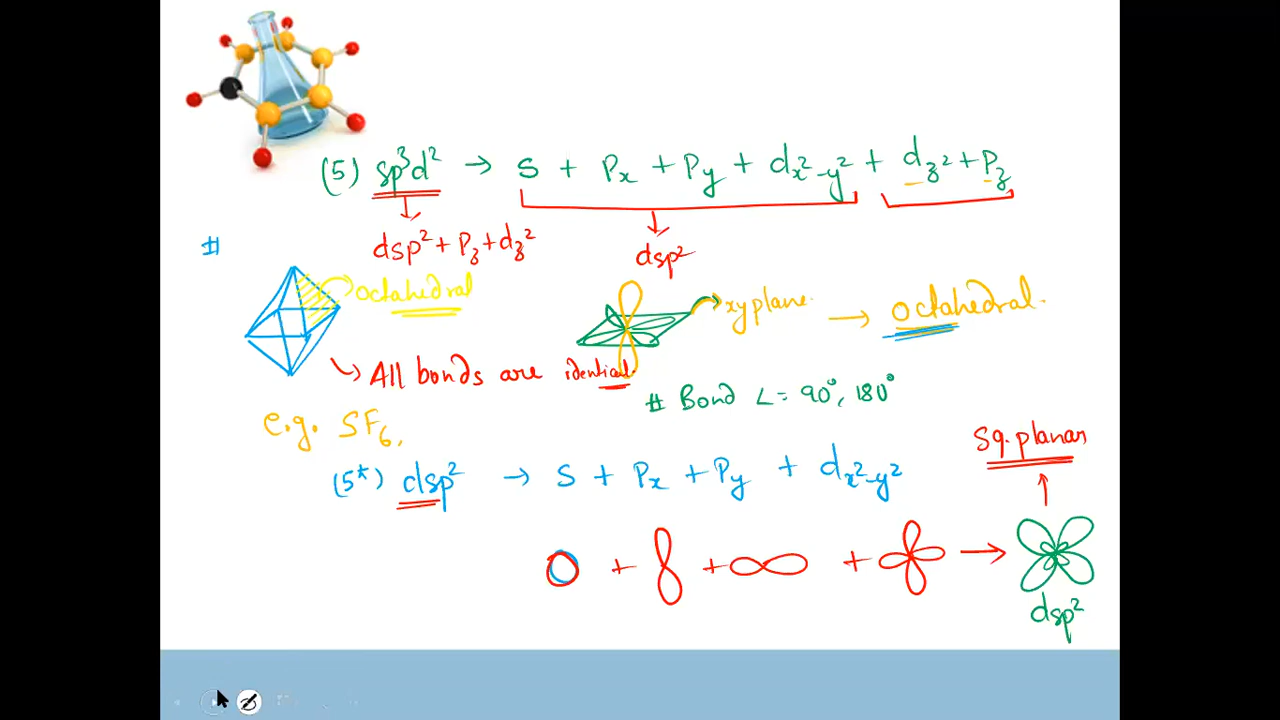 (5) sp³d² → s + Px + Py + dx²-y² + dz² + Pz
dsp² + Pz + dz²
dsp²
#
octahedral
xy plane.
→ octahedral.
↳ All bonds are identical.
# Bond ∠ = 90°, 180°
e.g. SF₆,
Sq. planar
(5*) dsp² → s + Px + Py + dx²-y²
+ + + →
dsp²